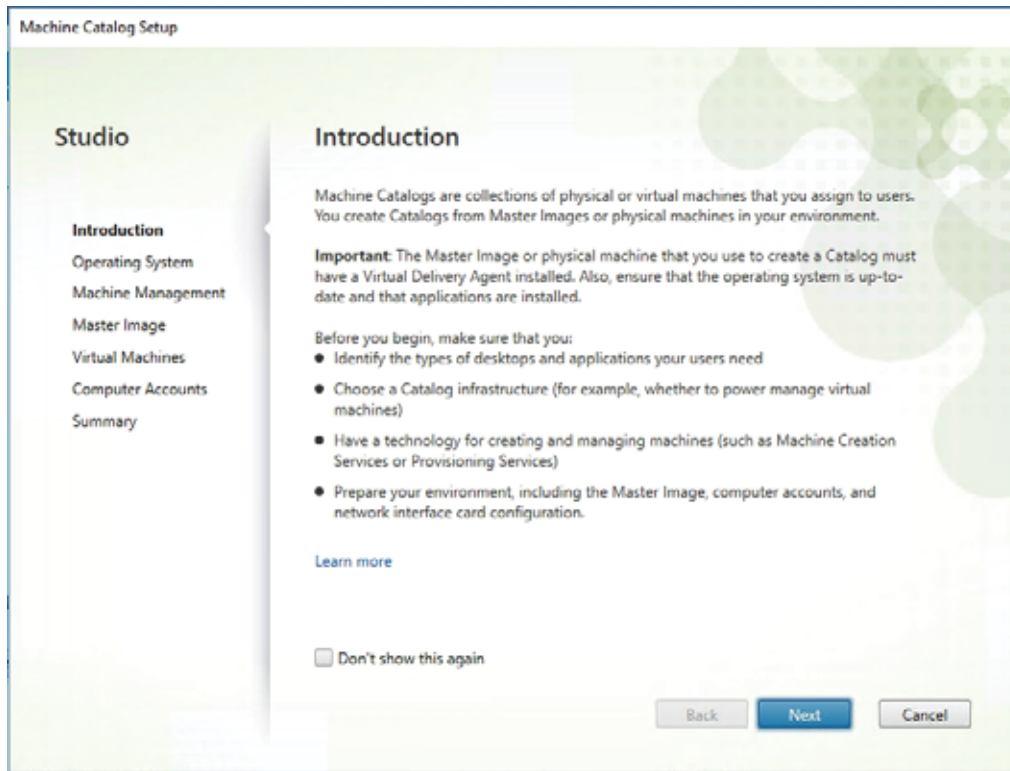 Machine Catalog Setup
Studio
Introduction
Operating System
Machine Management
Master Image
Virtual Machines
Computer Accounts
Summary
Introduction
Machine Catalogs are collections of physical or virtual machines that you assign to users.
You create Catalogs from Master Images or physical machines in your environment.
Important: The Master Image or physical machine that you use to create a Catalog must
have a Virtual Delivery Agent installed. Also, ensure that the operating system is up-to-
date and that applications are installed.
Before you begin, make sure that you:
● Identify the types of desktops and applications your users need
● Choose a Catalog infrastructure (for example, whether to power manage virtual
machines)
● Have a technology for creating and managing machines (such as Machine Creation
Services or Provisioning Services)
● Prepare your environment, including the Master Image, computer accounts, and
network interface card configuration.
Learn more
Don't show this again
Back Next Cancel